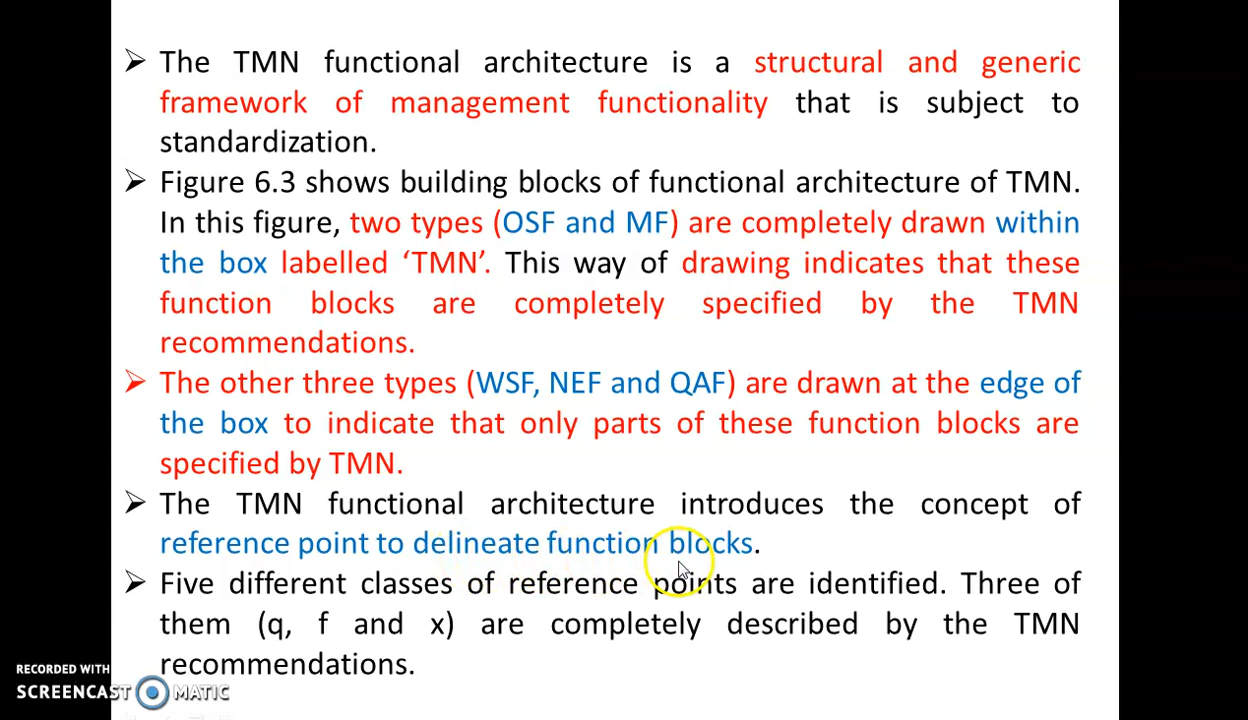 ➢ The TMN functional architecture is a structural and generic
framework of management functionality that is subject to
standardization.
➢ Figure 6.3 shows building blocks of functional architecture of TMN.
In this figure, two types (OSF and MF) are completely drawn within
the box labelled ‘TMN’. This way of drawing indicates that these
function blocks are completely specified by the TMN
recommendations.
➢ The other three types (WSF, NEF and QAF) are drawn at the edge of
the box to indicate that only parts of these function blocks are
specified by TMN.
➢ The TMN functional architecture introduces the concept of
reference point to delineate function blocks.
➢ Five different classes of reference points are identified. Three of
them (q, f and x) are completely described by the TMN
recommendations.
RECORDED WITH
SCREENCAST MATIC